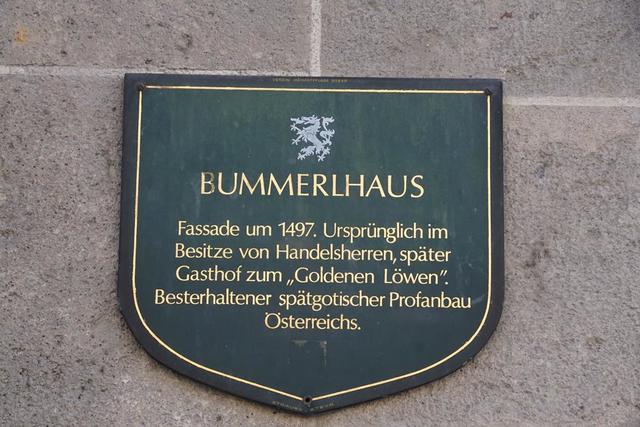 BUMMERLHAUS
Fassade um 1497. Ursprünglich im
Besitze von Handelsherren, später
Gasthof zum „Goldenen Löwen".
Besterhaltener spätgotischer Profanbau
Österreichs.